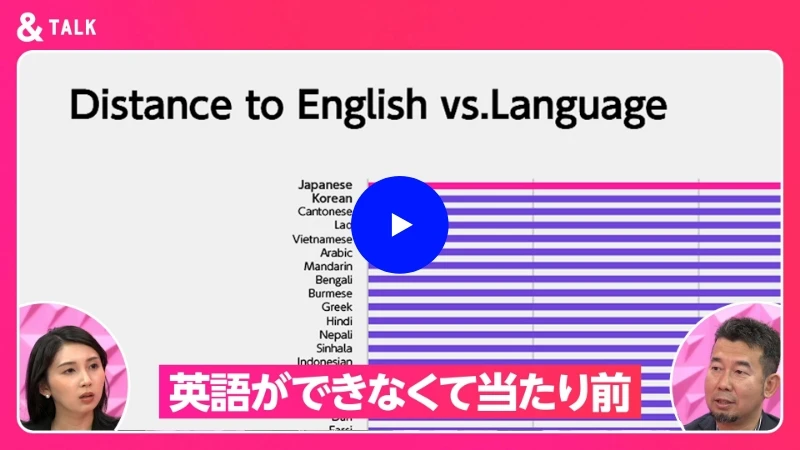 & TALK
Distance to English vs.Language
Japanese
Korean
Cantonese
Lao
Vietnamese
Arabic
Mandarin
Bengali
Burmese
Greek
Hindi
Nepali
Sinhala
Indonesian
英語ができなくて当たり前
Dari
Farsi